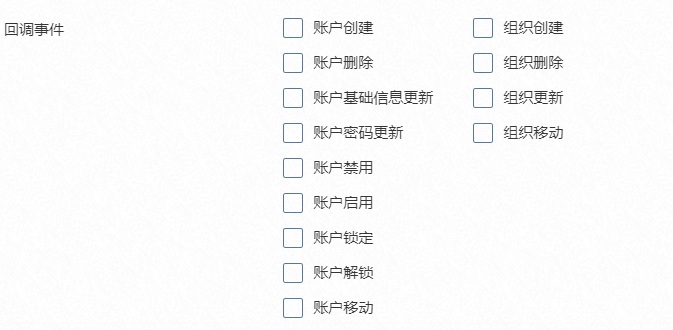 回调事件
账户创建 组织创建
账户删除 组织删除
账户基础信息更新 组织更新
账户密码更新 组织移动
账户禁用
账户启用
账户锁定
账户解锁
账户移动